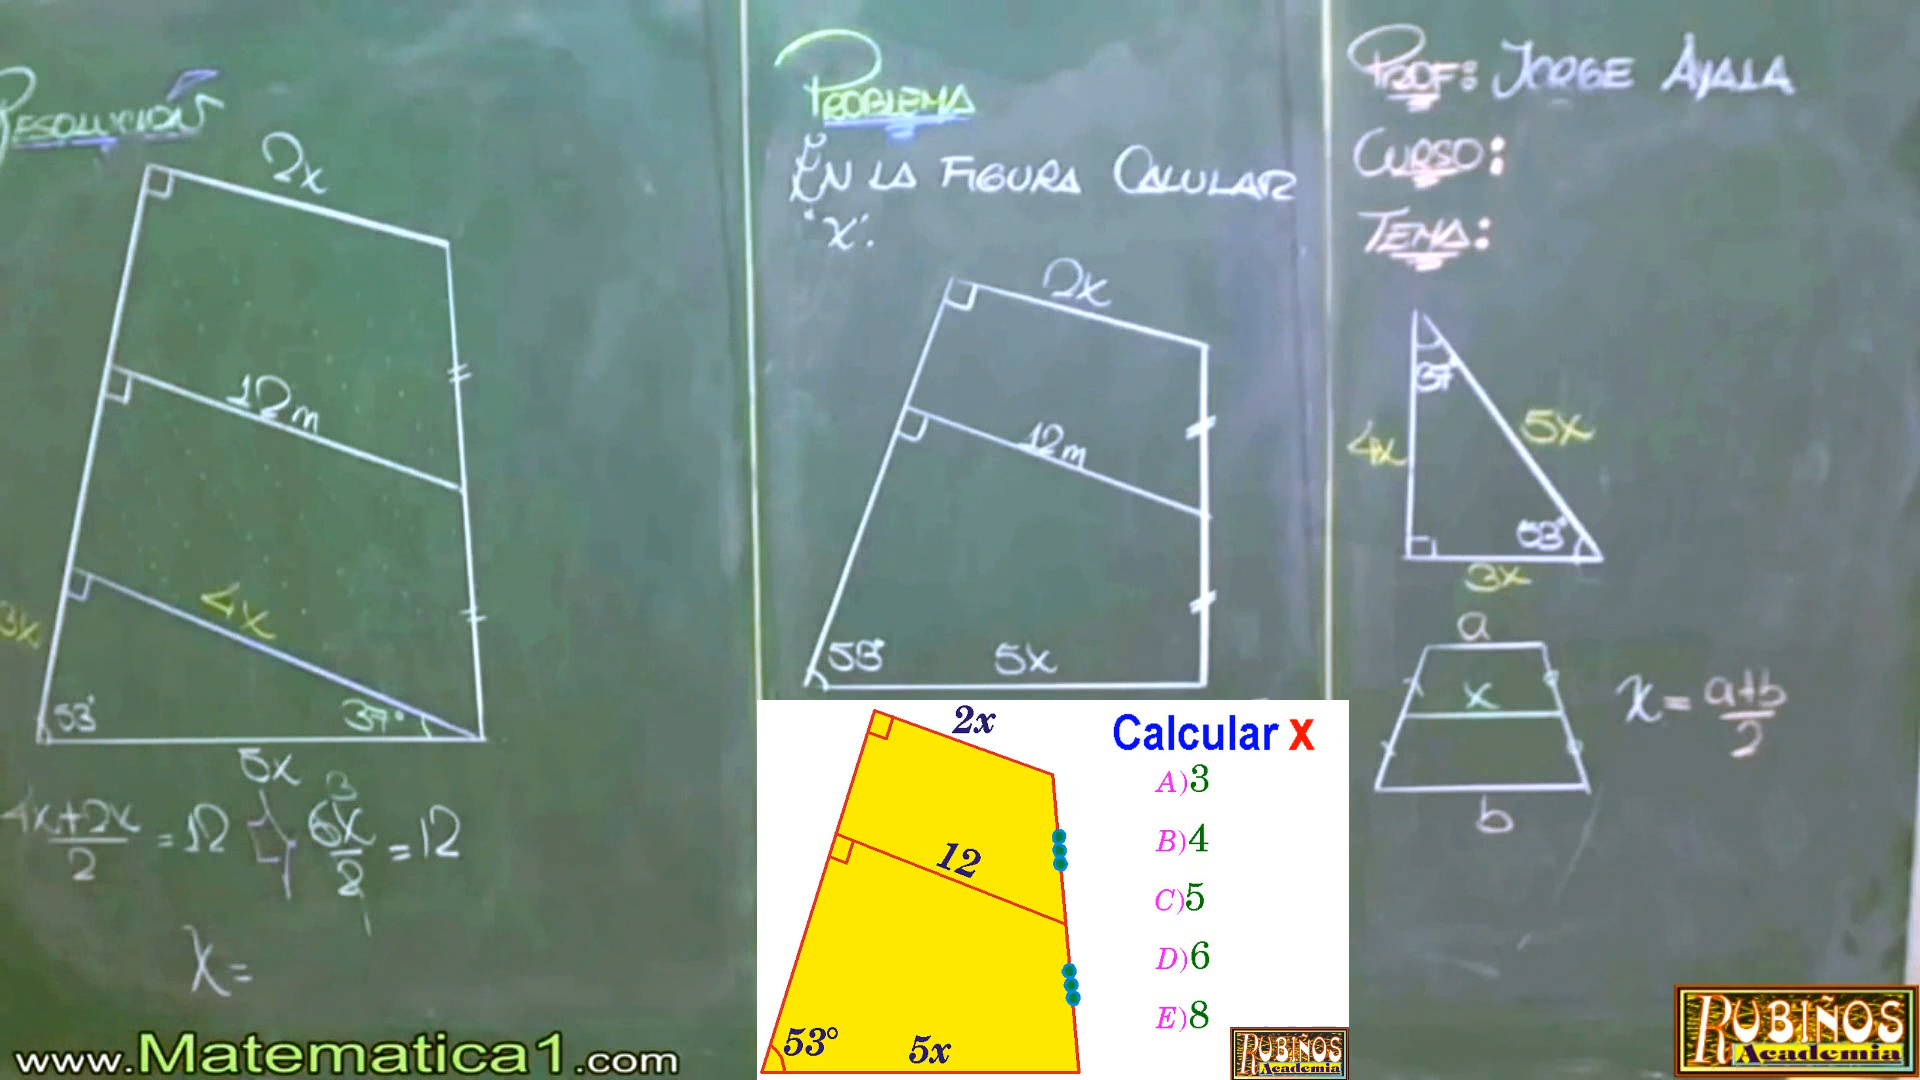 RESOLUCIÓN
2x
12m
4x
3x
53°
37°
5x
4x+2x/2 = 12
6x/2 = 12
3
x =
www.Matematica1.com
PROBLEMA
EN LA FIGURA CALULAR
"x".
2x
12m
53°
5x
2x
12
53°
5x
Calcular x
A) 3
B) 4
C) 5
D) 6
E) 8
RUBIÑOS
Academia
PROF: JORGE AYALA
CURSO:
TEMA:
37
4x
5x
53°
3x
a
x
b
x = a+b/2
RUBIÑOS
Academia